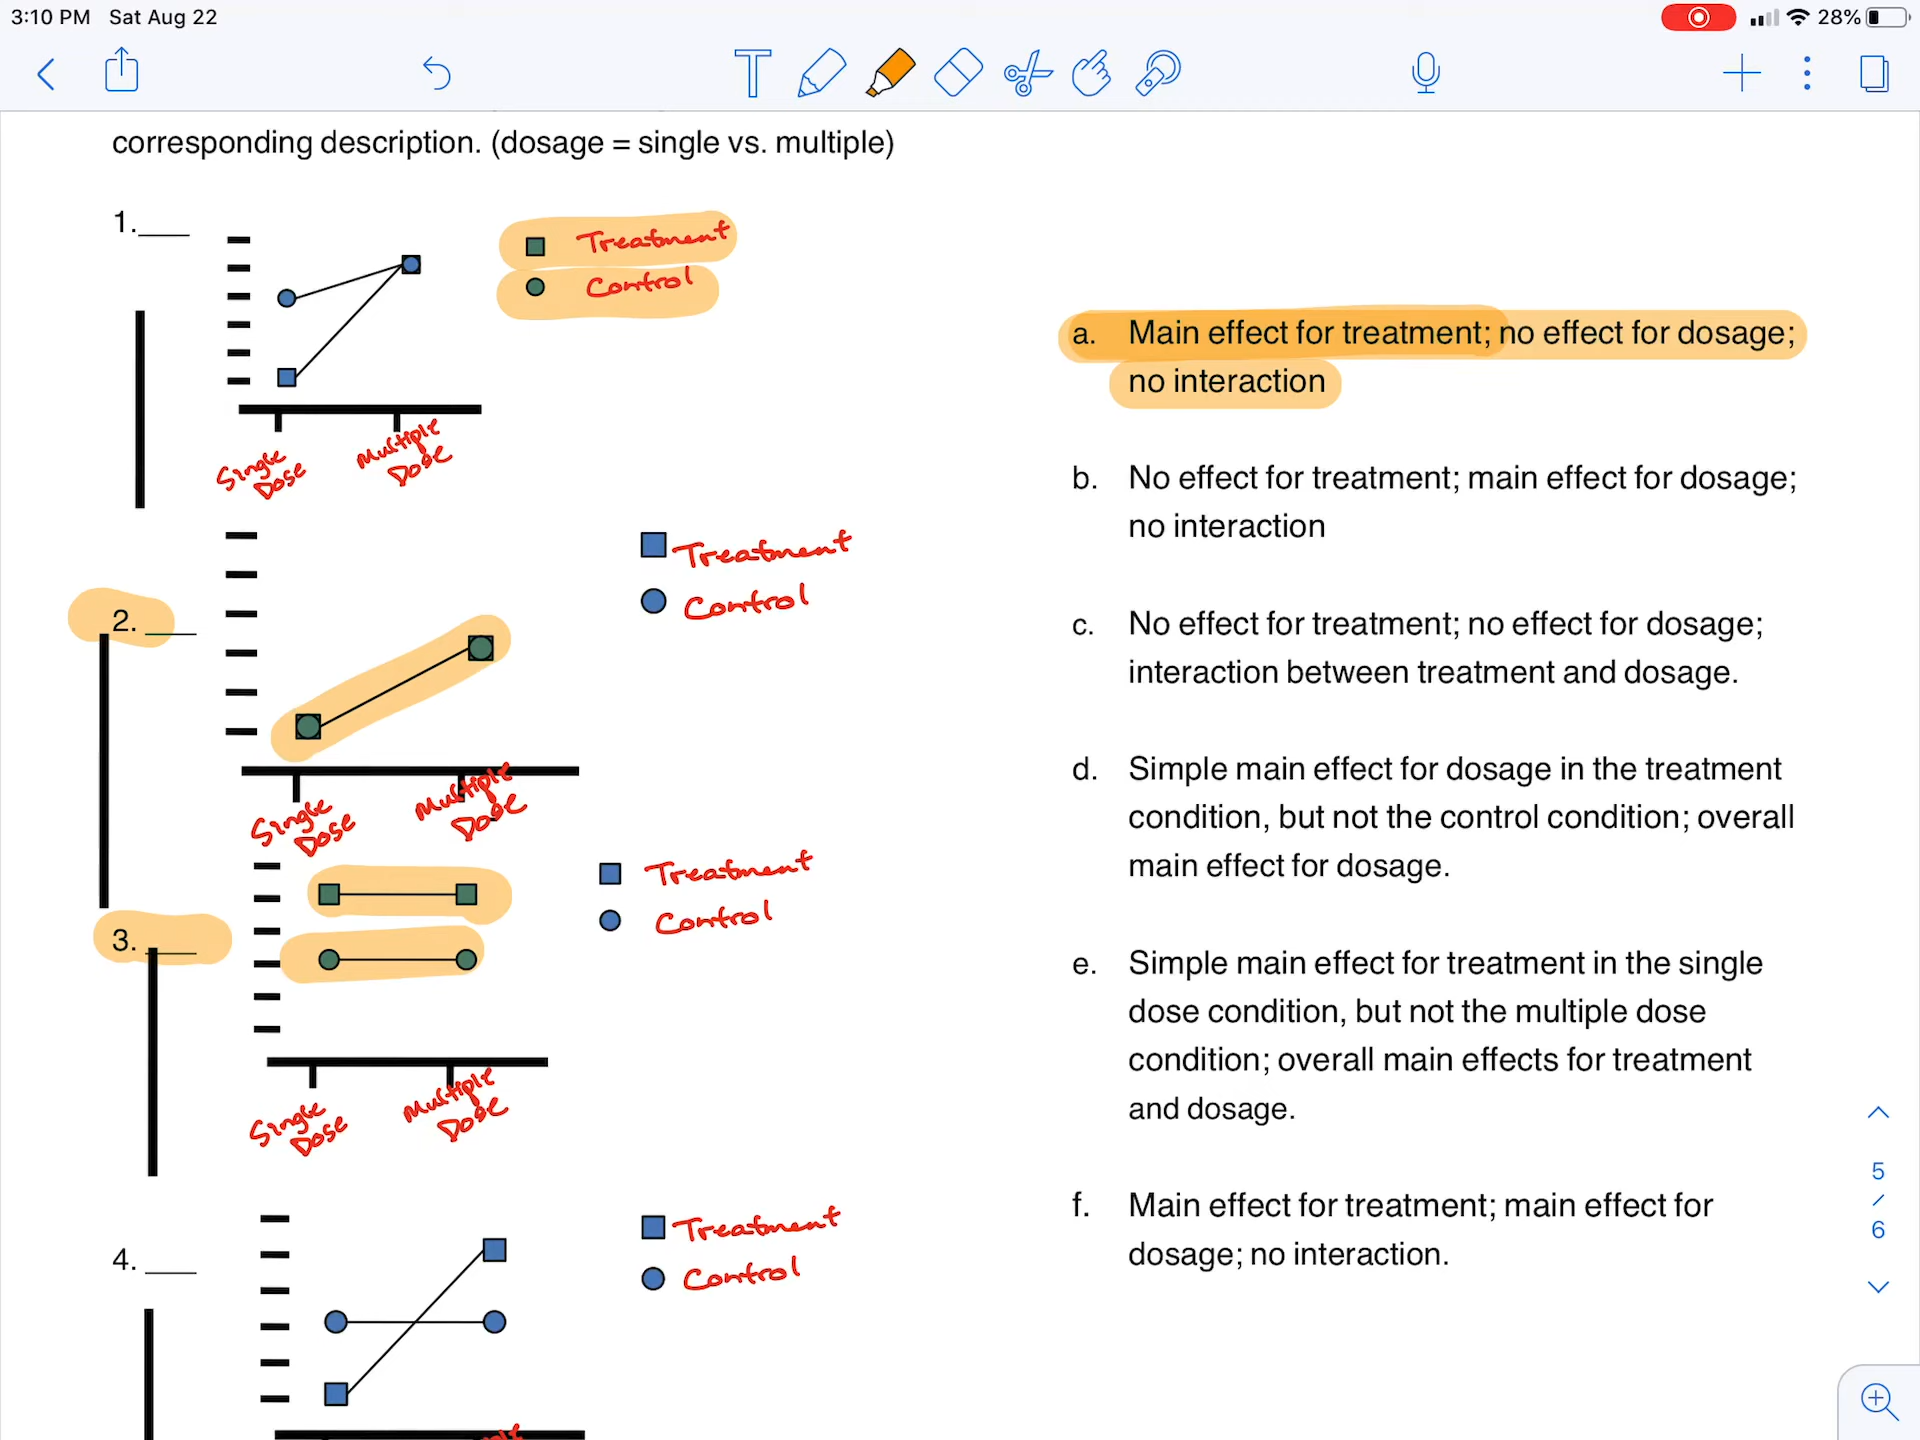 3:10 PM Sat Aug 22
28%
corresponding description. (dosage = single vs. multiple)
1.___
Treatment
Control
Single Dose
Multiple Dose
2. ___
Treatment
Control
Single Dose
Multiple Dose
3. ___
Treatment
Control
Single Dose
Multiple Dose
4. ___
Treatment
Control
a. Main effect for treatment; no effect for dosage;
no interaction
b. No effect for treatment; main effect for dosage;
no interaction
c. No effect for treatment; no effect for dosage;
interaction between treatment and dosage.
d. Simple main effect for dosage in the treatment
condition, but not the control condition; overall
main effect for dosage.
e. Simple main effect for treatment in the single
dose condition, but not the multiple dose
condition; overall main effects for treatment
and dosage.
f. Main effect for treatment; main effect for
dosage; no interaction.
5
/
6